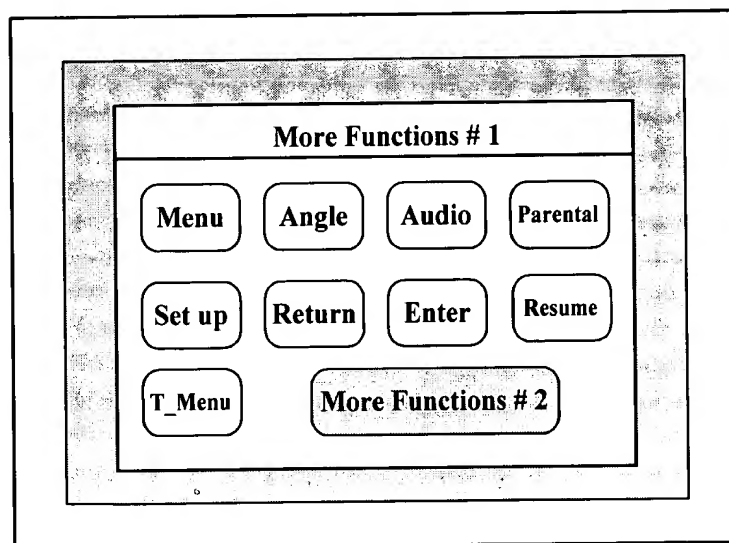 More Functions # 1
Menu Angle Audio Parental
Set up Return Enter Resume
T_Menu More Functions # 2